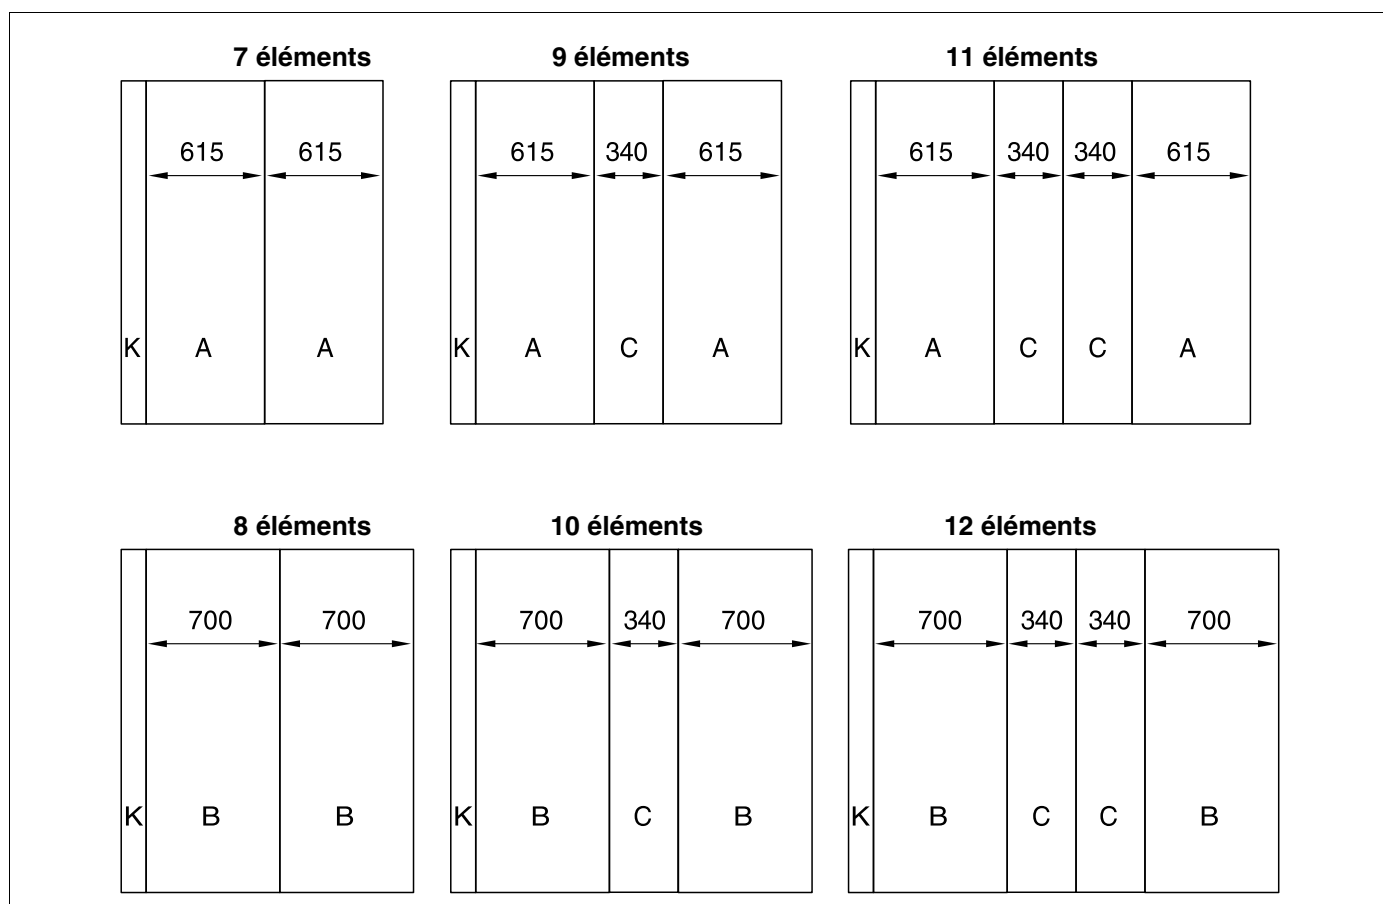 7 éléments 9 éléments 11 éléments
615 615 615 340 615 615 340 340 615
K A A K A C A K A C C A
8 éléments 10 éléments 12 éléments
700 700 700 340 700 700 340 340 700
K B B K B C B K B C C B